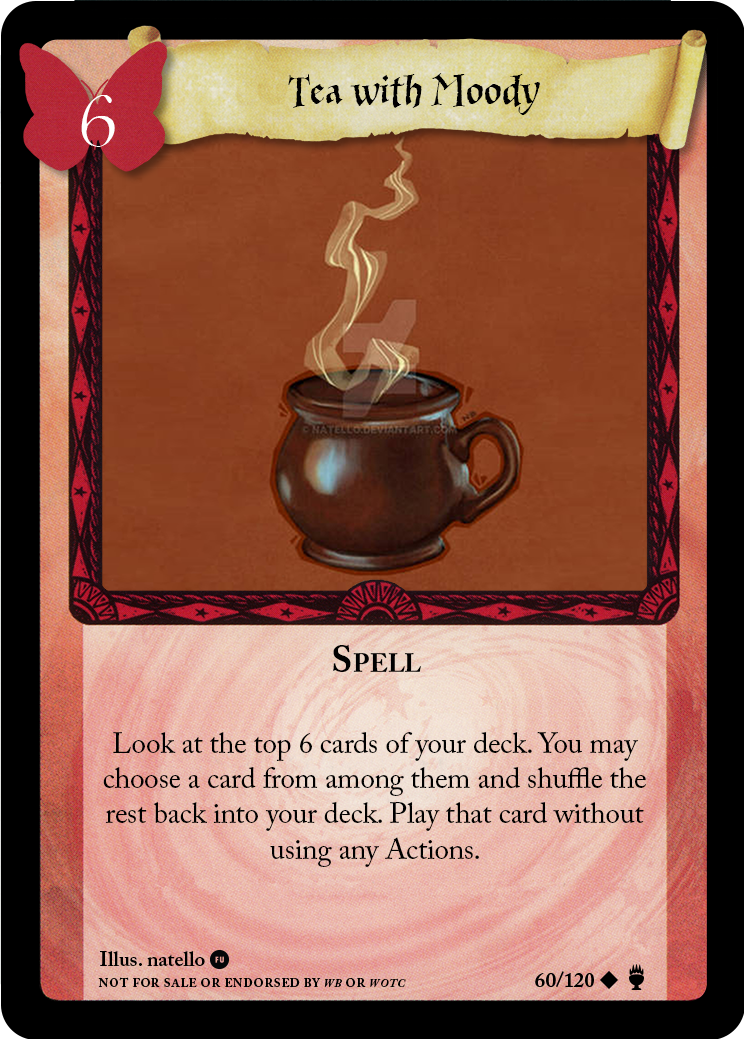 6
Tea with Moody
© NATELLO.DEVIANTART.COM
NB
Spell
Look at the top 6 cards of your deck. You may
choose a card from among them and shuffle the
rest back into your deck. Play that card without
using any Actions.
Illus. natello FU
NOT FOR SALE OR ENDORSED BY WB OR WOTC
60/120